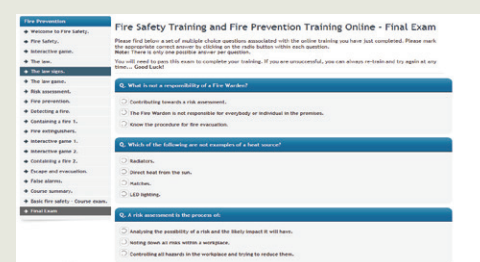 Fire Prevention
Welcome to Fire Safety.
Fire Safety.
Interactive game.
The law.
The law signs.
The law game.
Risk assessment.
Fire prevention.
Detecting a fire.
Containing a fire 1.
Fire extinguishers.
Interactive game 1.
Interactive game 2.
Containing a fire 2.
Escape and evacuation.
False alarms.
Course summary.
Basic fire safety - Course exam.
Final Exam
Fire Safety Training and Fire Prevention Training Online - Final Exam
Please find below a set of multiple choice questions associated with the online training you have just completed. Please mark
the appropriate correct answer by clicking on the radio button within each question.
Note: There is only one possible answer per question.
You will need to pass this exam to complete your training. If you are unsuccessful, you can always re-train and try again at any
time... Good Luck!
Q. What is not a responsibility of a Fire Warden?
Contributing towards a risk assessment.
The Fire Warden is not responsible for everybody or individual in the premises.
Know the procedure for fire evacuation.
Q. Which of the following are not examples of a heat source?
Radiators.
Direct heat from the sun.
Matches.
LED lighting.
Q. A risk assessment is the process of:
Analysing the possibility of a risk and the likely impact it will have.
Noting down all risks within a workplace.
Controlling all hazards in the workplace and trying to reduce them.